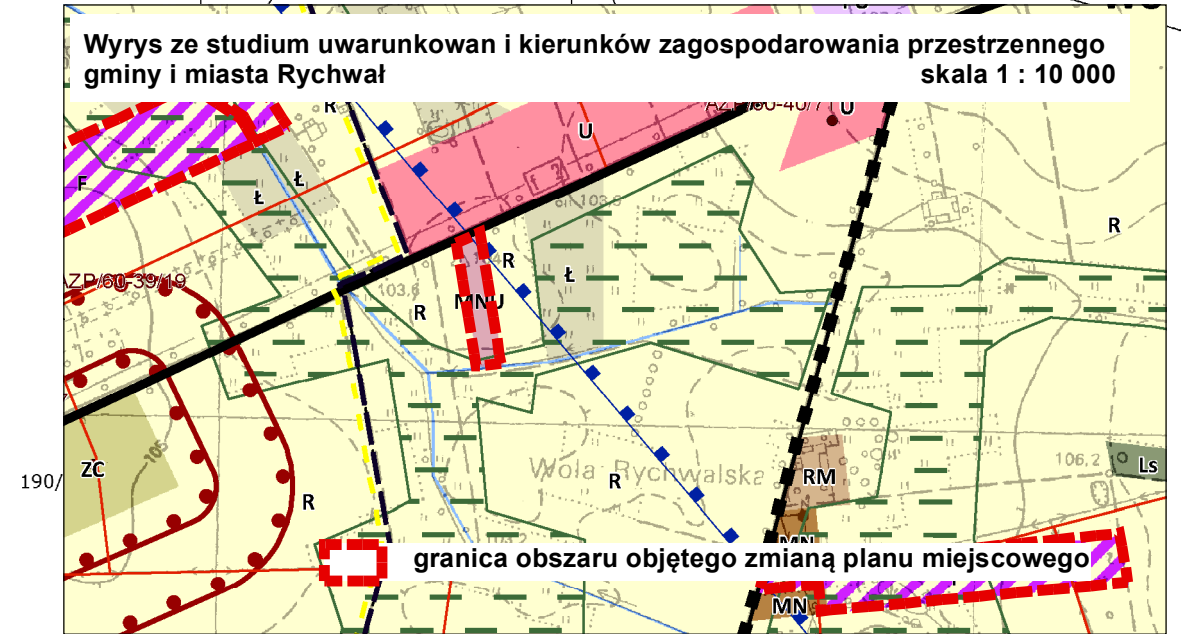 Wyrys ze studium uwarunkowan i kierunków zagospodarowania przestrzennego
gminy i miasta Rychwał skala 1 : 10 000
R
U
U
F
Ł
Ł
R
AZP/60-39/19
R
Ł
103,6
MNU
R
ZC
105
190/
R
Wola Rychwalska
R
RM
106,2
Ls
MN
granica obszaru objętego zmianą planu miejscowego
MN